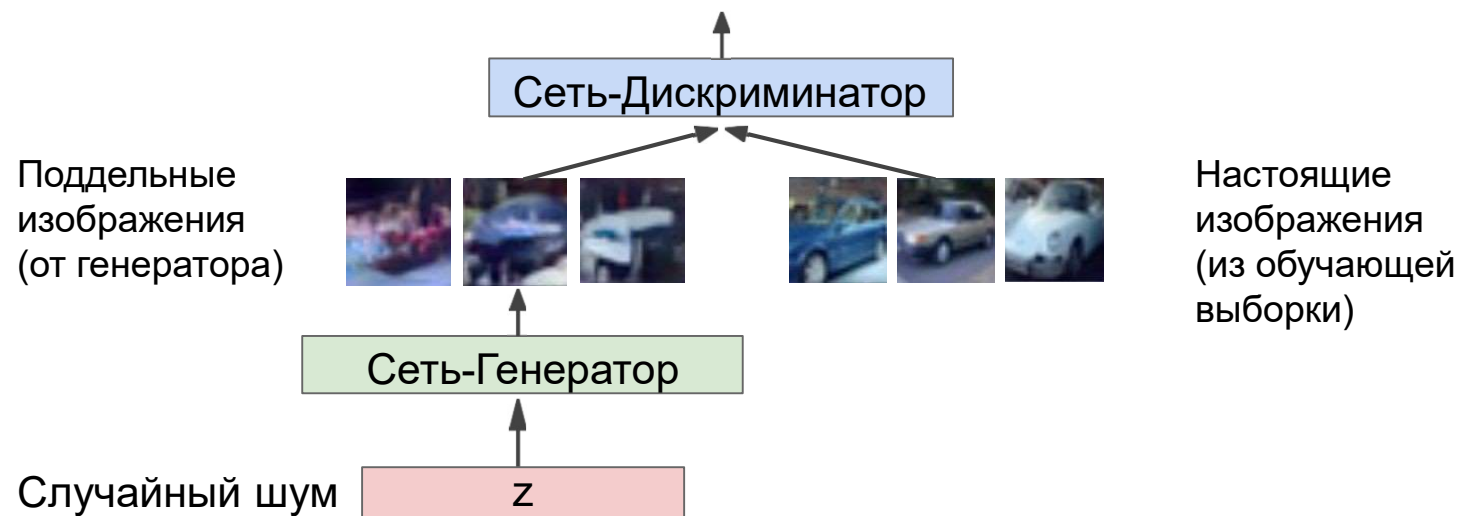 Сеть-Дискриминатор
Поддельные
изображения
(от генератора)
Настоящие
изображения
(из обучающей
выборки)
Сеть-Генератор
Случайный шум
z